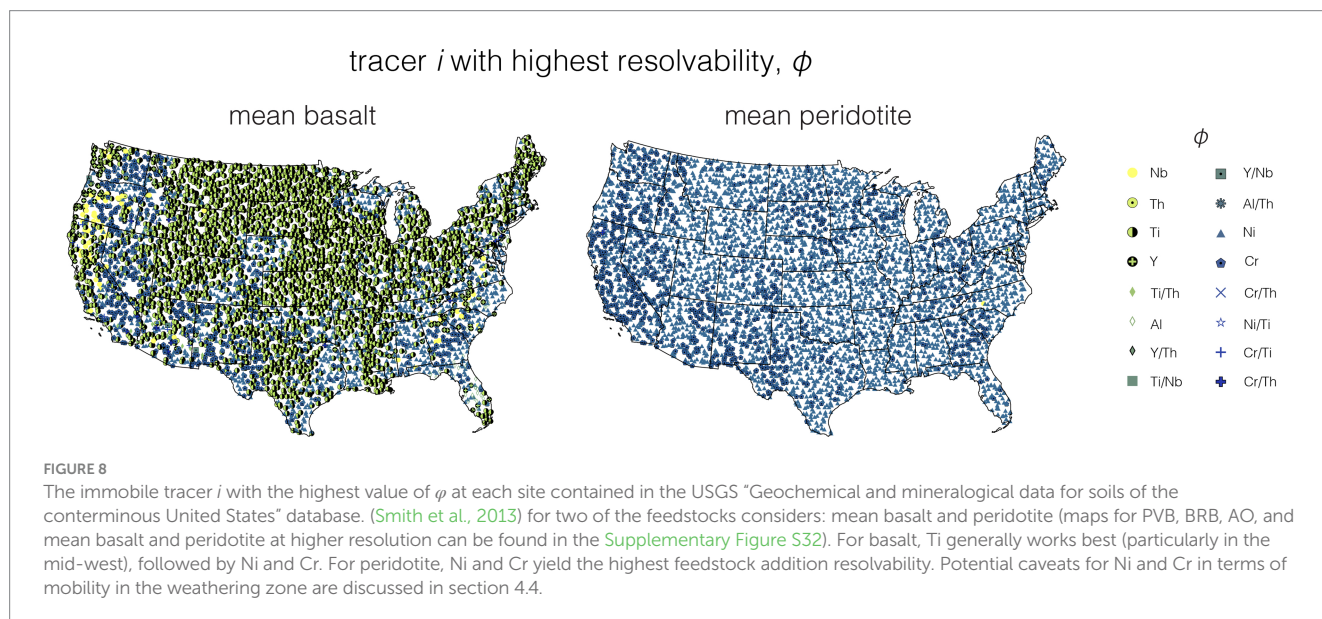 tracer i with highest resolvability, ϕ
mean basalt
mean peridotite
ϕ
Nb
Th
Ti
Y
Ti/Th
Al
Y/Th
Ti/Nb
Y/Nb
Al/Th
Ni
Cr
Cr/Th
Ni/Ti
Cr/Ti
Cr/Th
FIGURE 8
The immobile tracer i with the highest value of φ at each site contained in the USGS “Geochemical and mineralogical data for soils of the
conterminous United States” database. (Smith et al., 2013) for two of the feedstocks considers: mean basalt and peridotite (maps for PVB, BRB, AO, and
mean basalt and peridotite at higher resolution can be found in the Supplementary Figure S32). For basalt, Ti generally works best (particularly in the
mid-west), followed by Ni and Cr. For peridotite, Ni and Cr yield the highest feedstock addition resolvability. Potential caveats for Ni and Cr in terms of
mobility in the weathering zone are discussed in section 4.4.